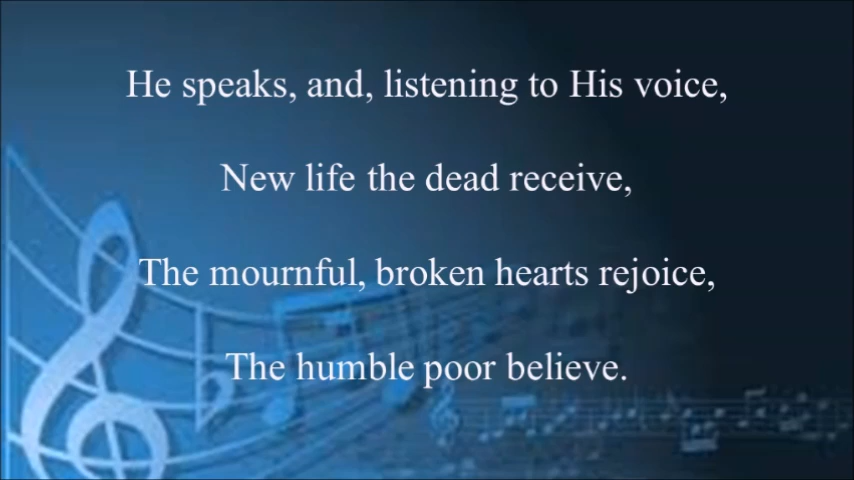 He speaks, and, listening to His voice,
New life the dead receive,
The mournful, broken hearts rejoice,
The humble poor believe.